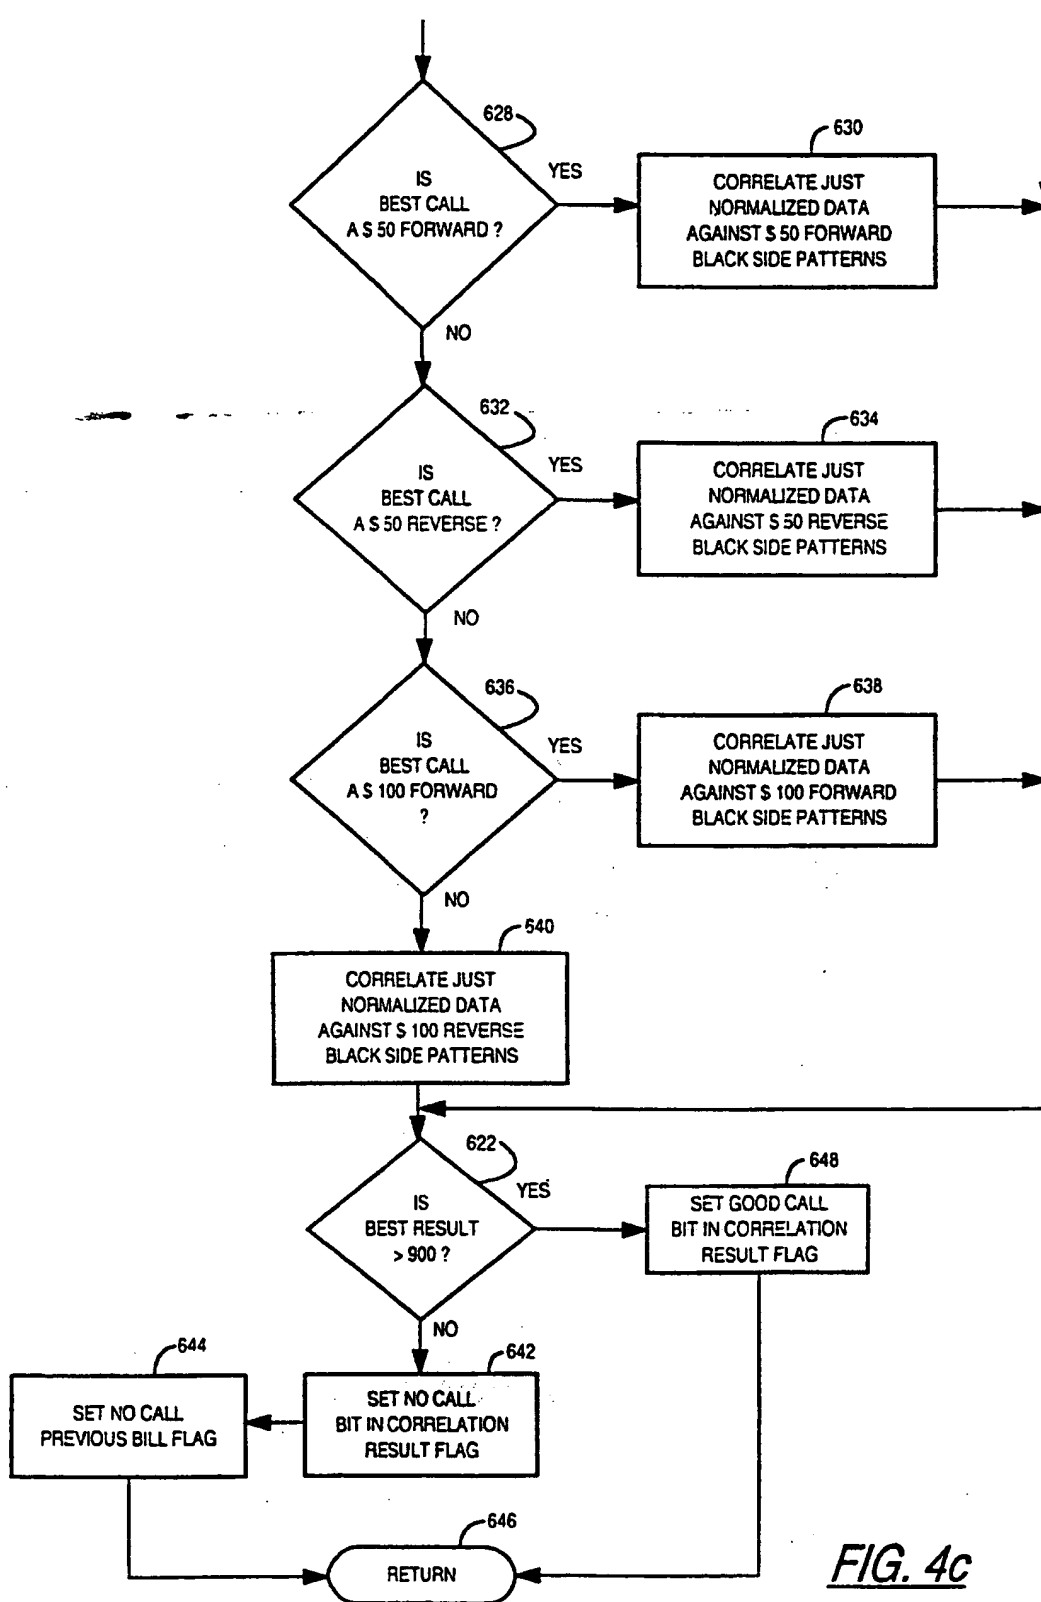 628
IS
BEST CALL
A $ 50 FORWARD ?
YES
630
CORRELATE JUST
NORMALIZED DATA
AGAINST $ 50 FORWARD
BLACK SIDE PATTERNS
NO
632
IS
BEST CALL
A $ 50 REVERSE ?
YES
634
CORRELATE JUST
NORMALIZED DATA
AGAINST $ 50 REVERSE
BLACK SIDE PATTERNS
NO
636
IS
BEST CALL
A $ 100 FORWARD
?
YES
638
CORRELATE JUST
NORMALIZED DATA
AGAINST $ 100 FORWARD
BLACK SIDE PATTERNS
NO
640
CORRELATE JUST
NORMALIZED DATA
AGAINST $ 100 REVERSE
BLACK SIDE PATTERNS
622
IS
BEST RESULT
> 900 ?
YES
648
SET GOOD CALL
BIT IN CORRELATION
RESULT FLAG
NO
644
SET NO CALL
PREVIOUS BILL FLAG
642
SET NO CALL
BIT IN CORRELATION
RESULT FLAG
646
RETURN
FIG. 4c